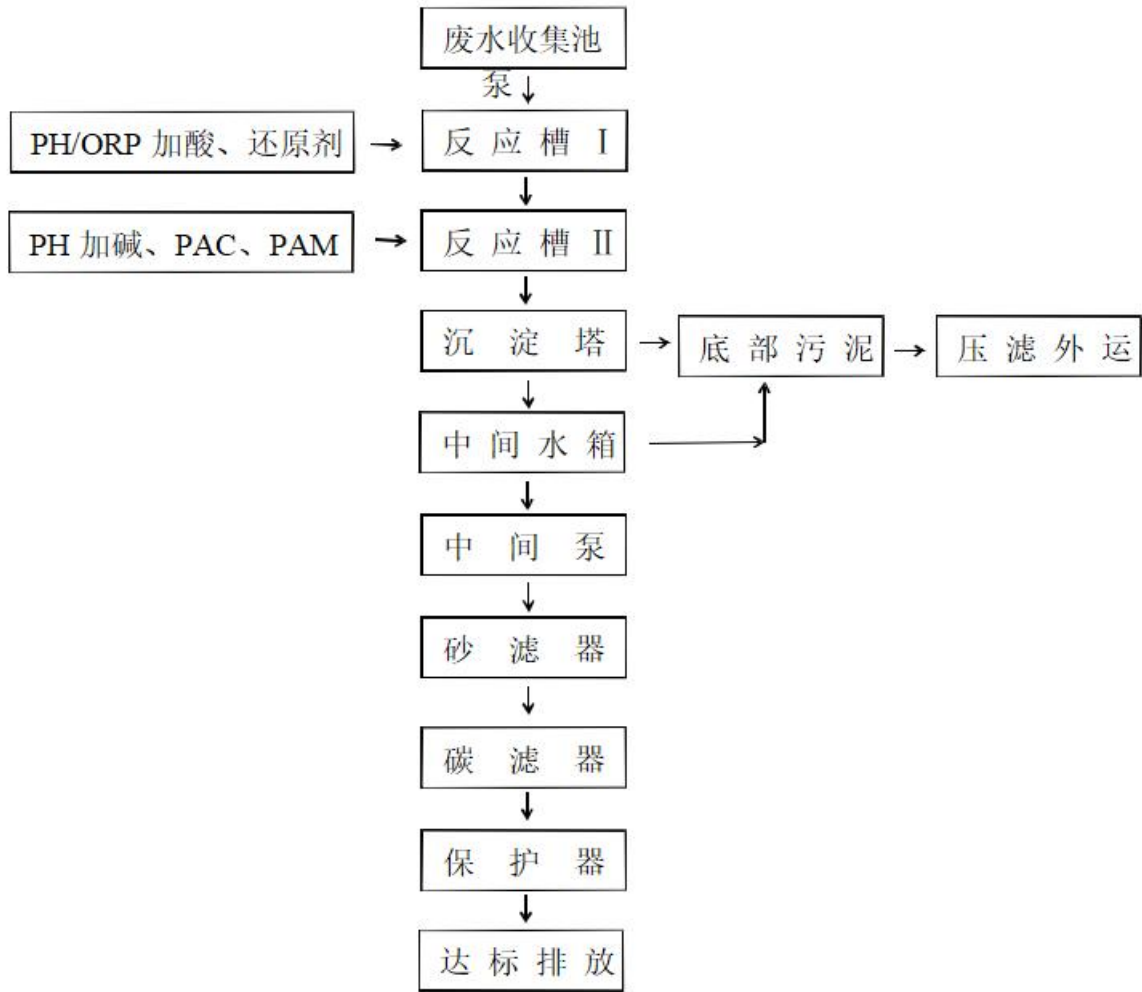 废水收集池
泵
PH/ORP 加酸、还原剂
反应槽 Ⅰ
PH 加碱、PAC、PAM
反应槽 Ⅱ
沉淀塔
底部污泥
压滤外运
中间水箱
中间泵
砂滤器
碳滤器
保护器
达标排放